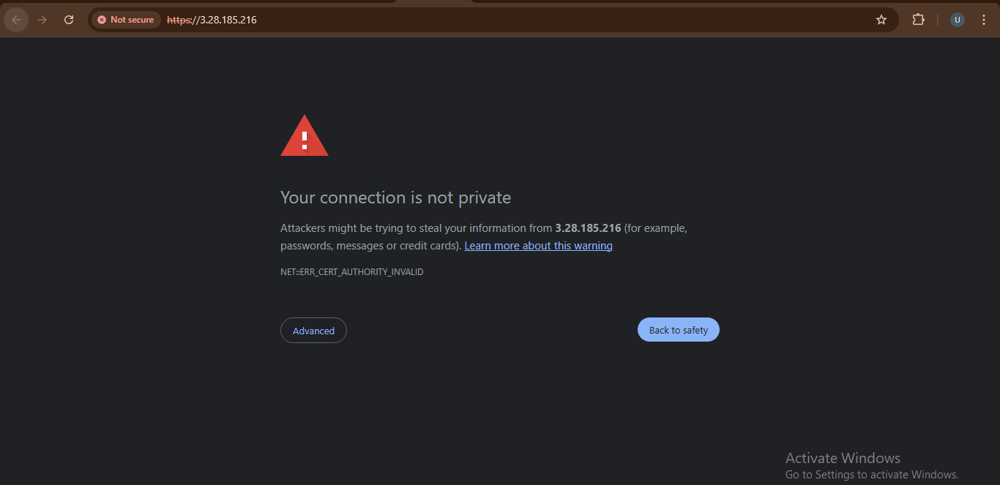 Not secure
https://3.28.185.216
U
Your connection is not private
Attackers might be trying to steal your information from 3.28.185.216 (for example,
passwords, messages or credit cards). Learn more about this warning
NET::ERR_CERT_AUTHORITY_INVALID
Advanced
Back to safety
Activate Windows
Go to Settings to activate Windows.